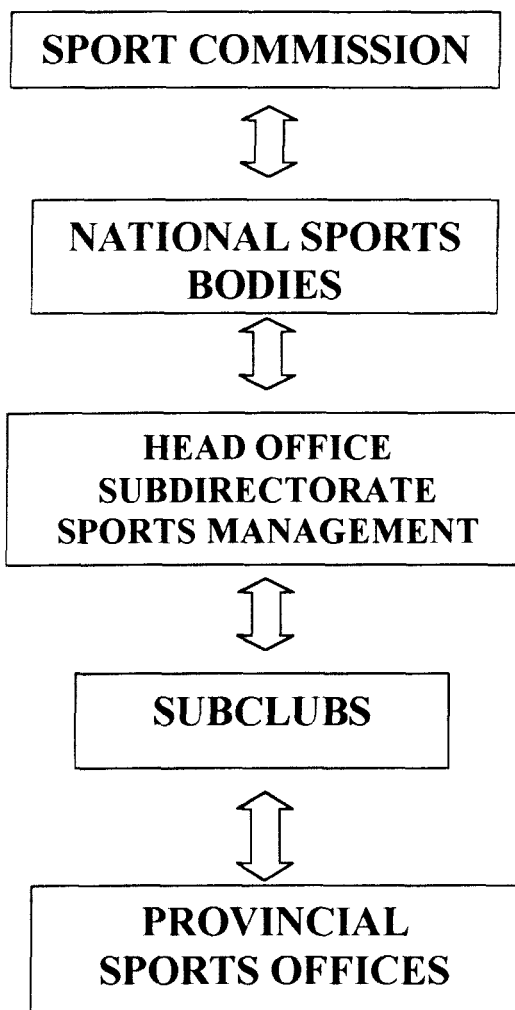 SPORT COMMISSION
NATIONAL SPORTS
BODIES
HEAD OFFICE
SUBDIRECTORATE
SPORTS MANAGEMENT
SUBCLUBS
PROVINCIAL
SPORTS OFFICES